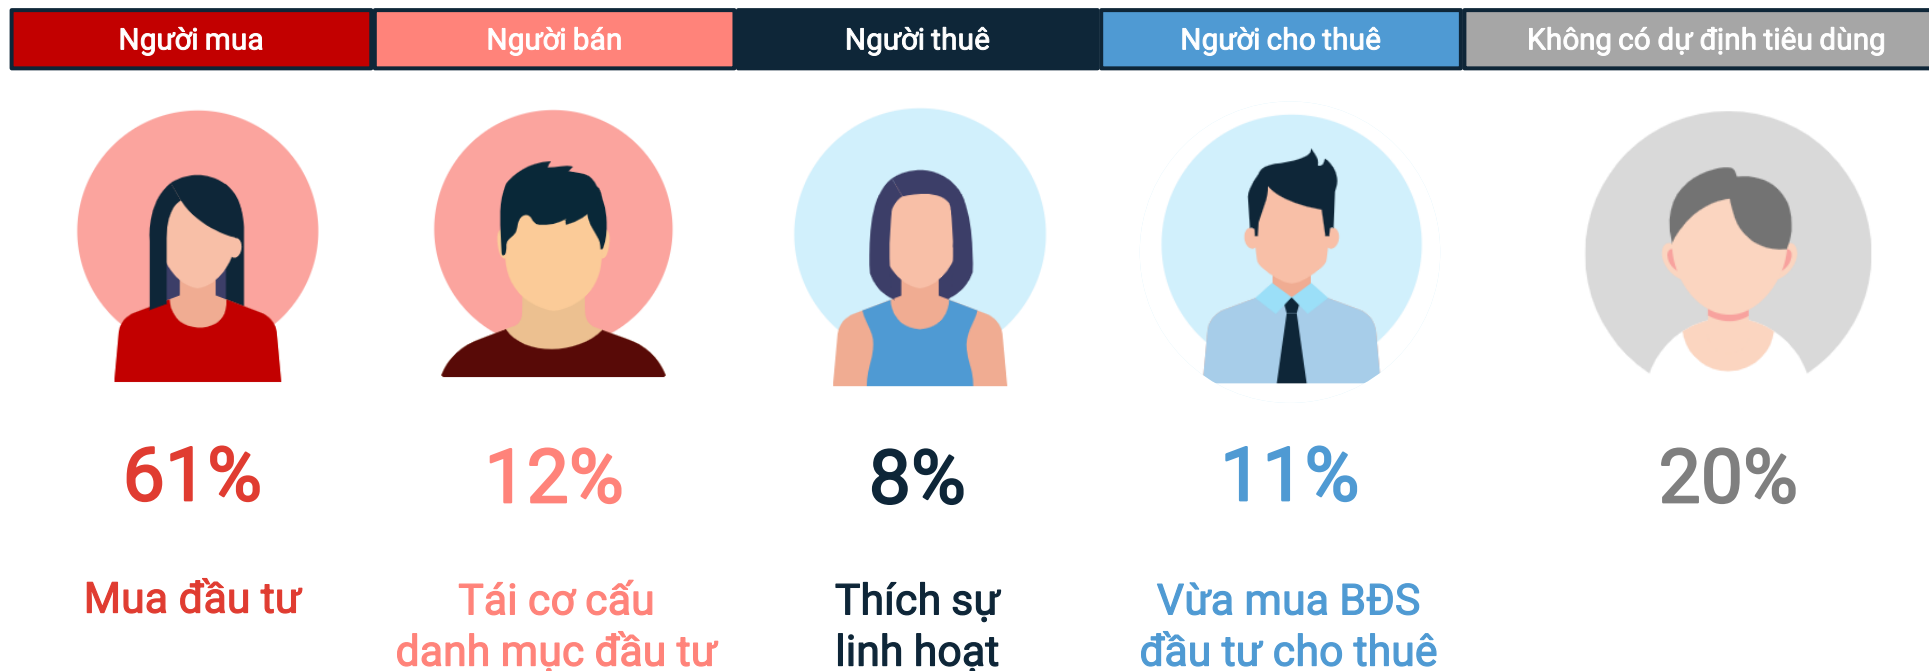 Người mua
Người bán
Người thuê
Người cho thuê
Không có dự định tiêu dùng
61%
12%
8%
11%
20%
Mua đầu tư
Tái cơ cấu
danh mục đầu tư
Thích sự
linh hoạt
Vừa mua BĐS
đầu tư cho thuê